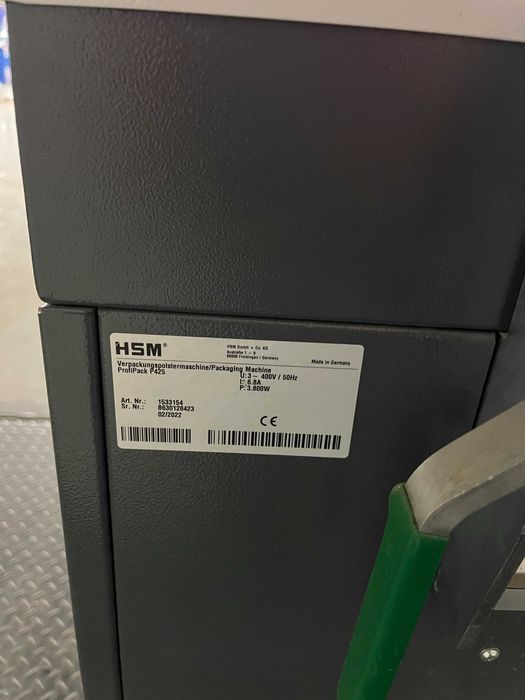 HSM®
HSM GmbH + Co. KG
Austraße 1 - 9
88699 Frickingen / Germany
Made in Germany
Verpackungspolstermaschine/Packaging Machine
ProfiPack P425
U:3~ 400V / 50Hz
I: 6.8A
P: 3.600W
Art. Nr.: 1533154
Sr. Nr.: B630128423
02/2022
CE